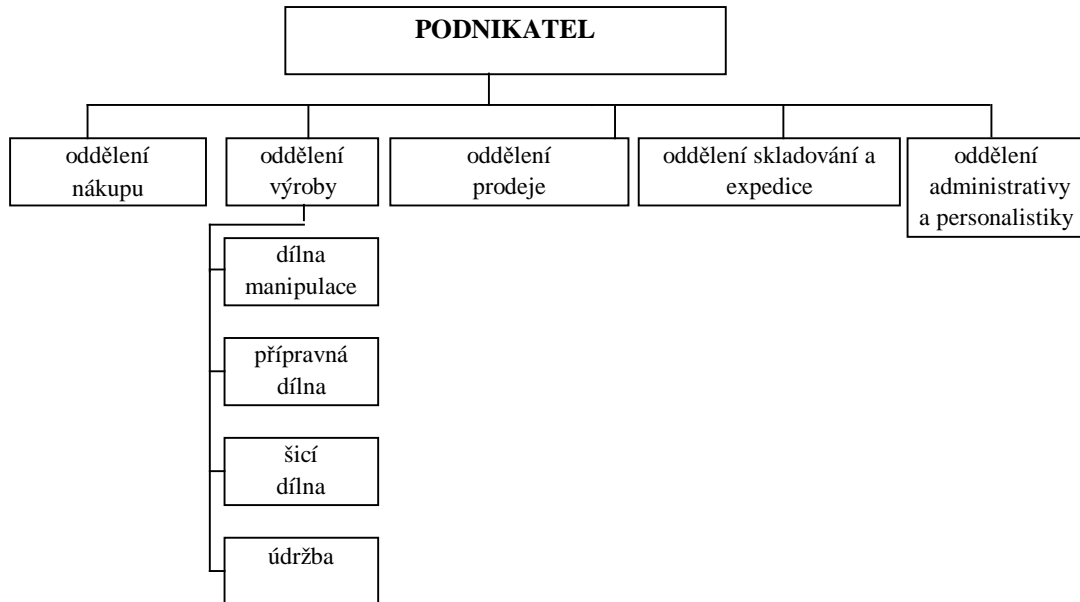 PODNIKATEL
oddělení
nákupu
oddělení
výroby
oddělení
prodeje
oddělení skladování a
expedice
oddělení
administrativy
a personalistiky
dílna
manipulace
přípravná
dílna
šicí
dílna
údržba